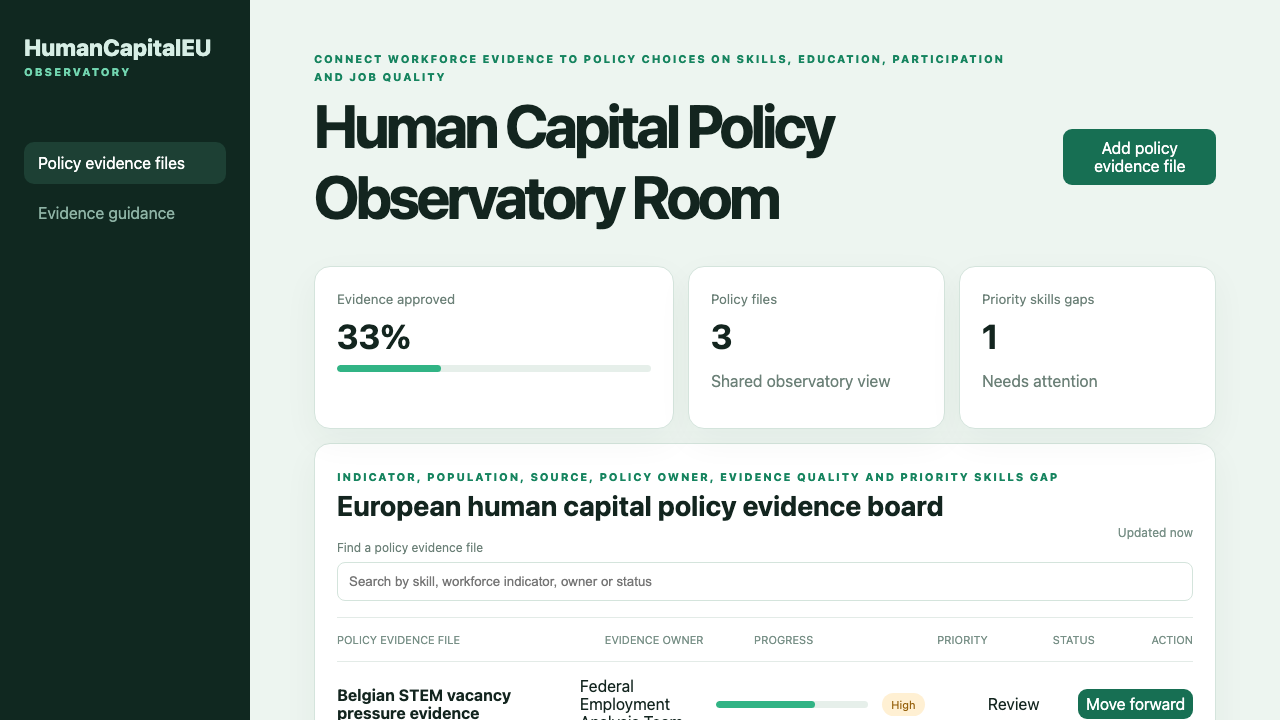 HumanCapitalEU
OBSERVATORY
Policy evidence files
Evidence guidance
CONNECT WORKFORCE EVIDENCE TO POLICY CHOICES ON SKILLS, EDUCATION, PARTICIPATION
AND JOB QUALITY
Human Capital Policy
Observatory Room
Add policy
evidence file
Evidence approved
33%
Policy files
3
Shared observatory view
Priority skills gaps
1
Needs attention
INDICATOR, POPULATION, SOURCE, POLICY OWNER, EVIDENCE QUALITY AND PRIORITY SKILLS GAP
European human capital policy evidence board
Updated now
Find a policy evidence file
Search by skill, workforce indicator, owner or status
POLICY EVIDENCE FILE EVIDENCE OWNER PROGRESS PRIORITY STATUS ACTION
Belgian STEM vacancy
pressure evidence
Federal
Employment
Analysis Team
High
Review
Move forward